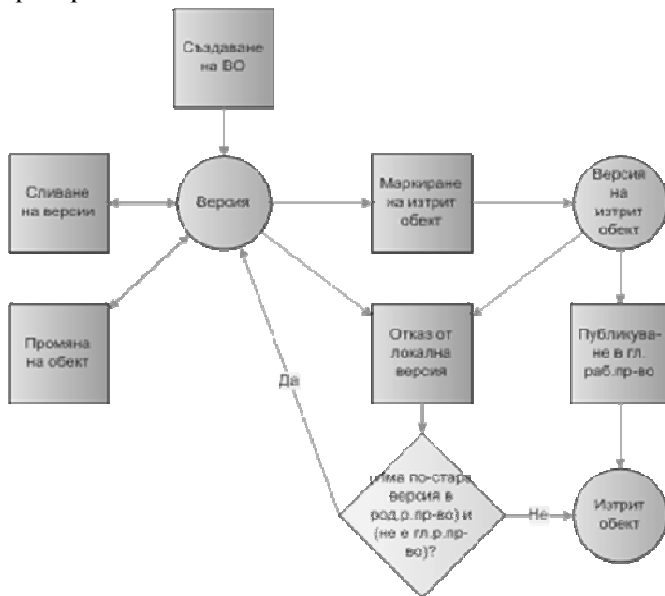 Създаване
на ВО
Сливане
на версии
Версия
Маркиране
на изтрит
обект
Версия
на
изтрит
обект
Промяна
на обект
Отказ от
локална
версия
Публикува-
не в гл.
раб.пр-во
Да
(Има по-стара
версия в
род.р.пр-во) и
(не е гл.р.пр-
во)?
Не
Изтрит
обект